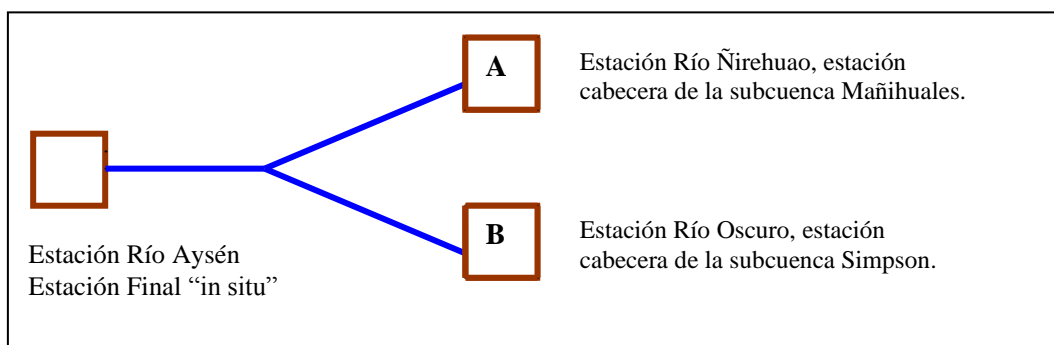 A
Estación Río Ñirehuao, estación
cabecera de la subcuenca Mañihuales.
B
Estación Río Oscuro, estación
cabecera de la subcuenca Simpson.
Estación Río Aysén
Estación Final “in situ”